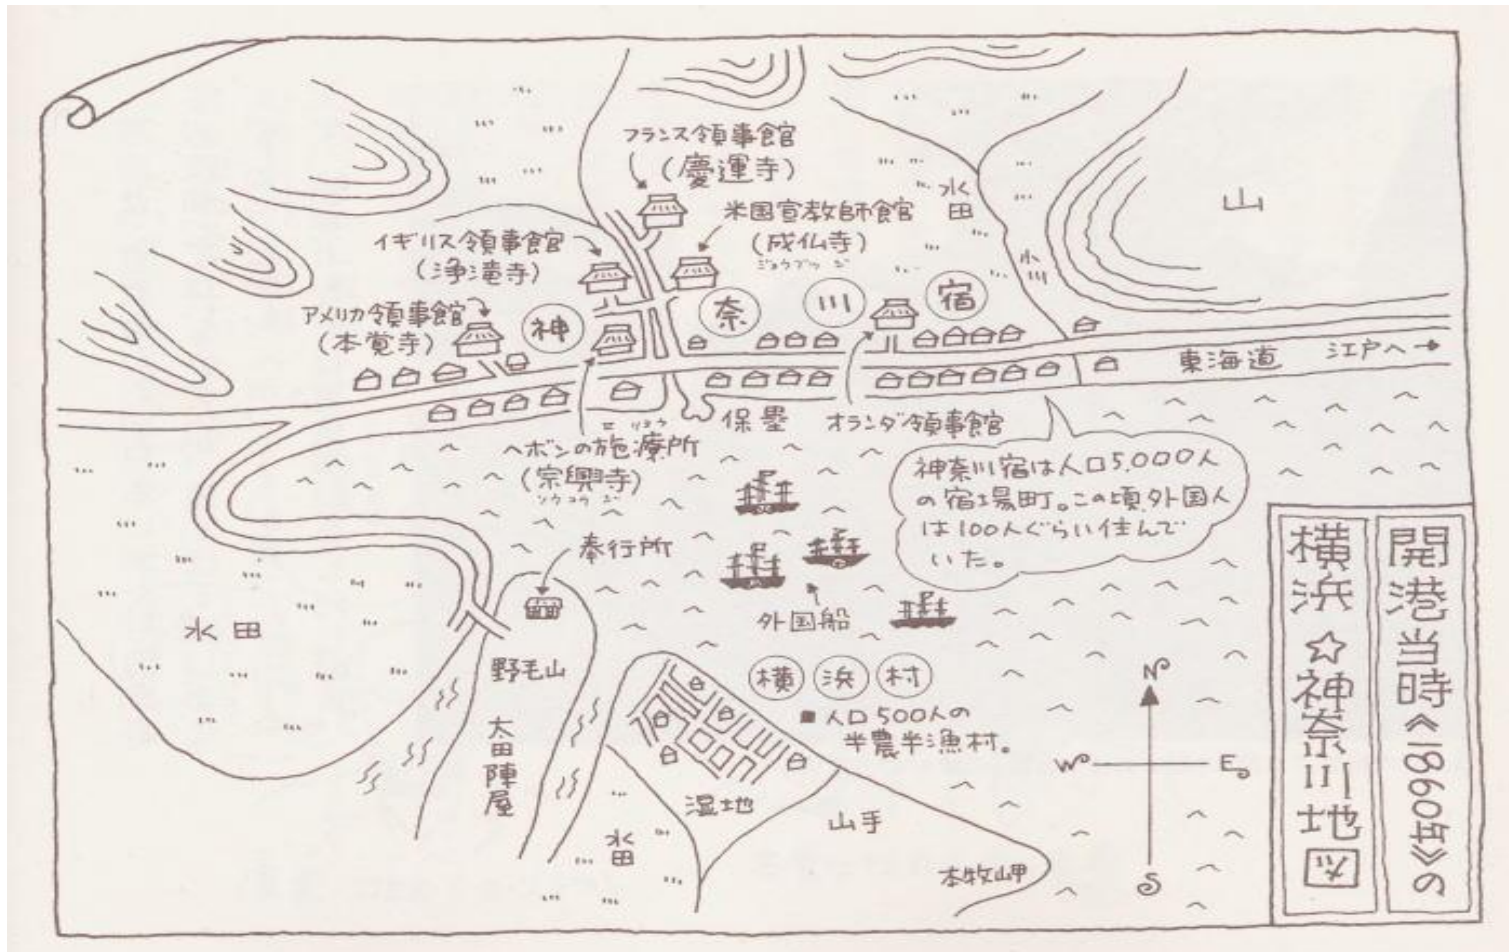 開港当時《1860年》の
横浜☆神奈川地図
フランス領事館
(慶運寺)
米国宣教師館
(成仏寺)
ジョウブツ ジ
水田
山
小川
イギリス領事館
(浄滝寺)
アメリカ領事館
(本覚寺)
神 奈 川 宿
東海道 江戸へ→
保塁
オランダ領事館
セ リョウ
ヘボンの施療所
(宗興寺)
ソウコウ ジ
神奈川宿は人口5,000人
の宿場町。この頃外国人
は100人ぐらい住んで
いた。
奉行所
外国船
水田
野毛山
太田陣屋
横 浜 村
■人口500人の
半農半漁村。
湿地
水田
山手
本牧岬
N
W E
S